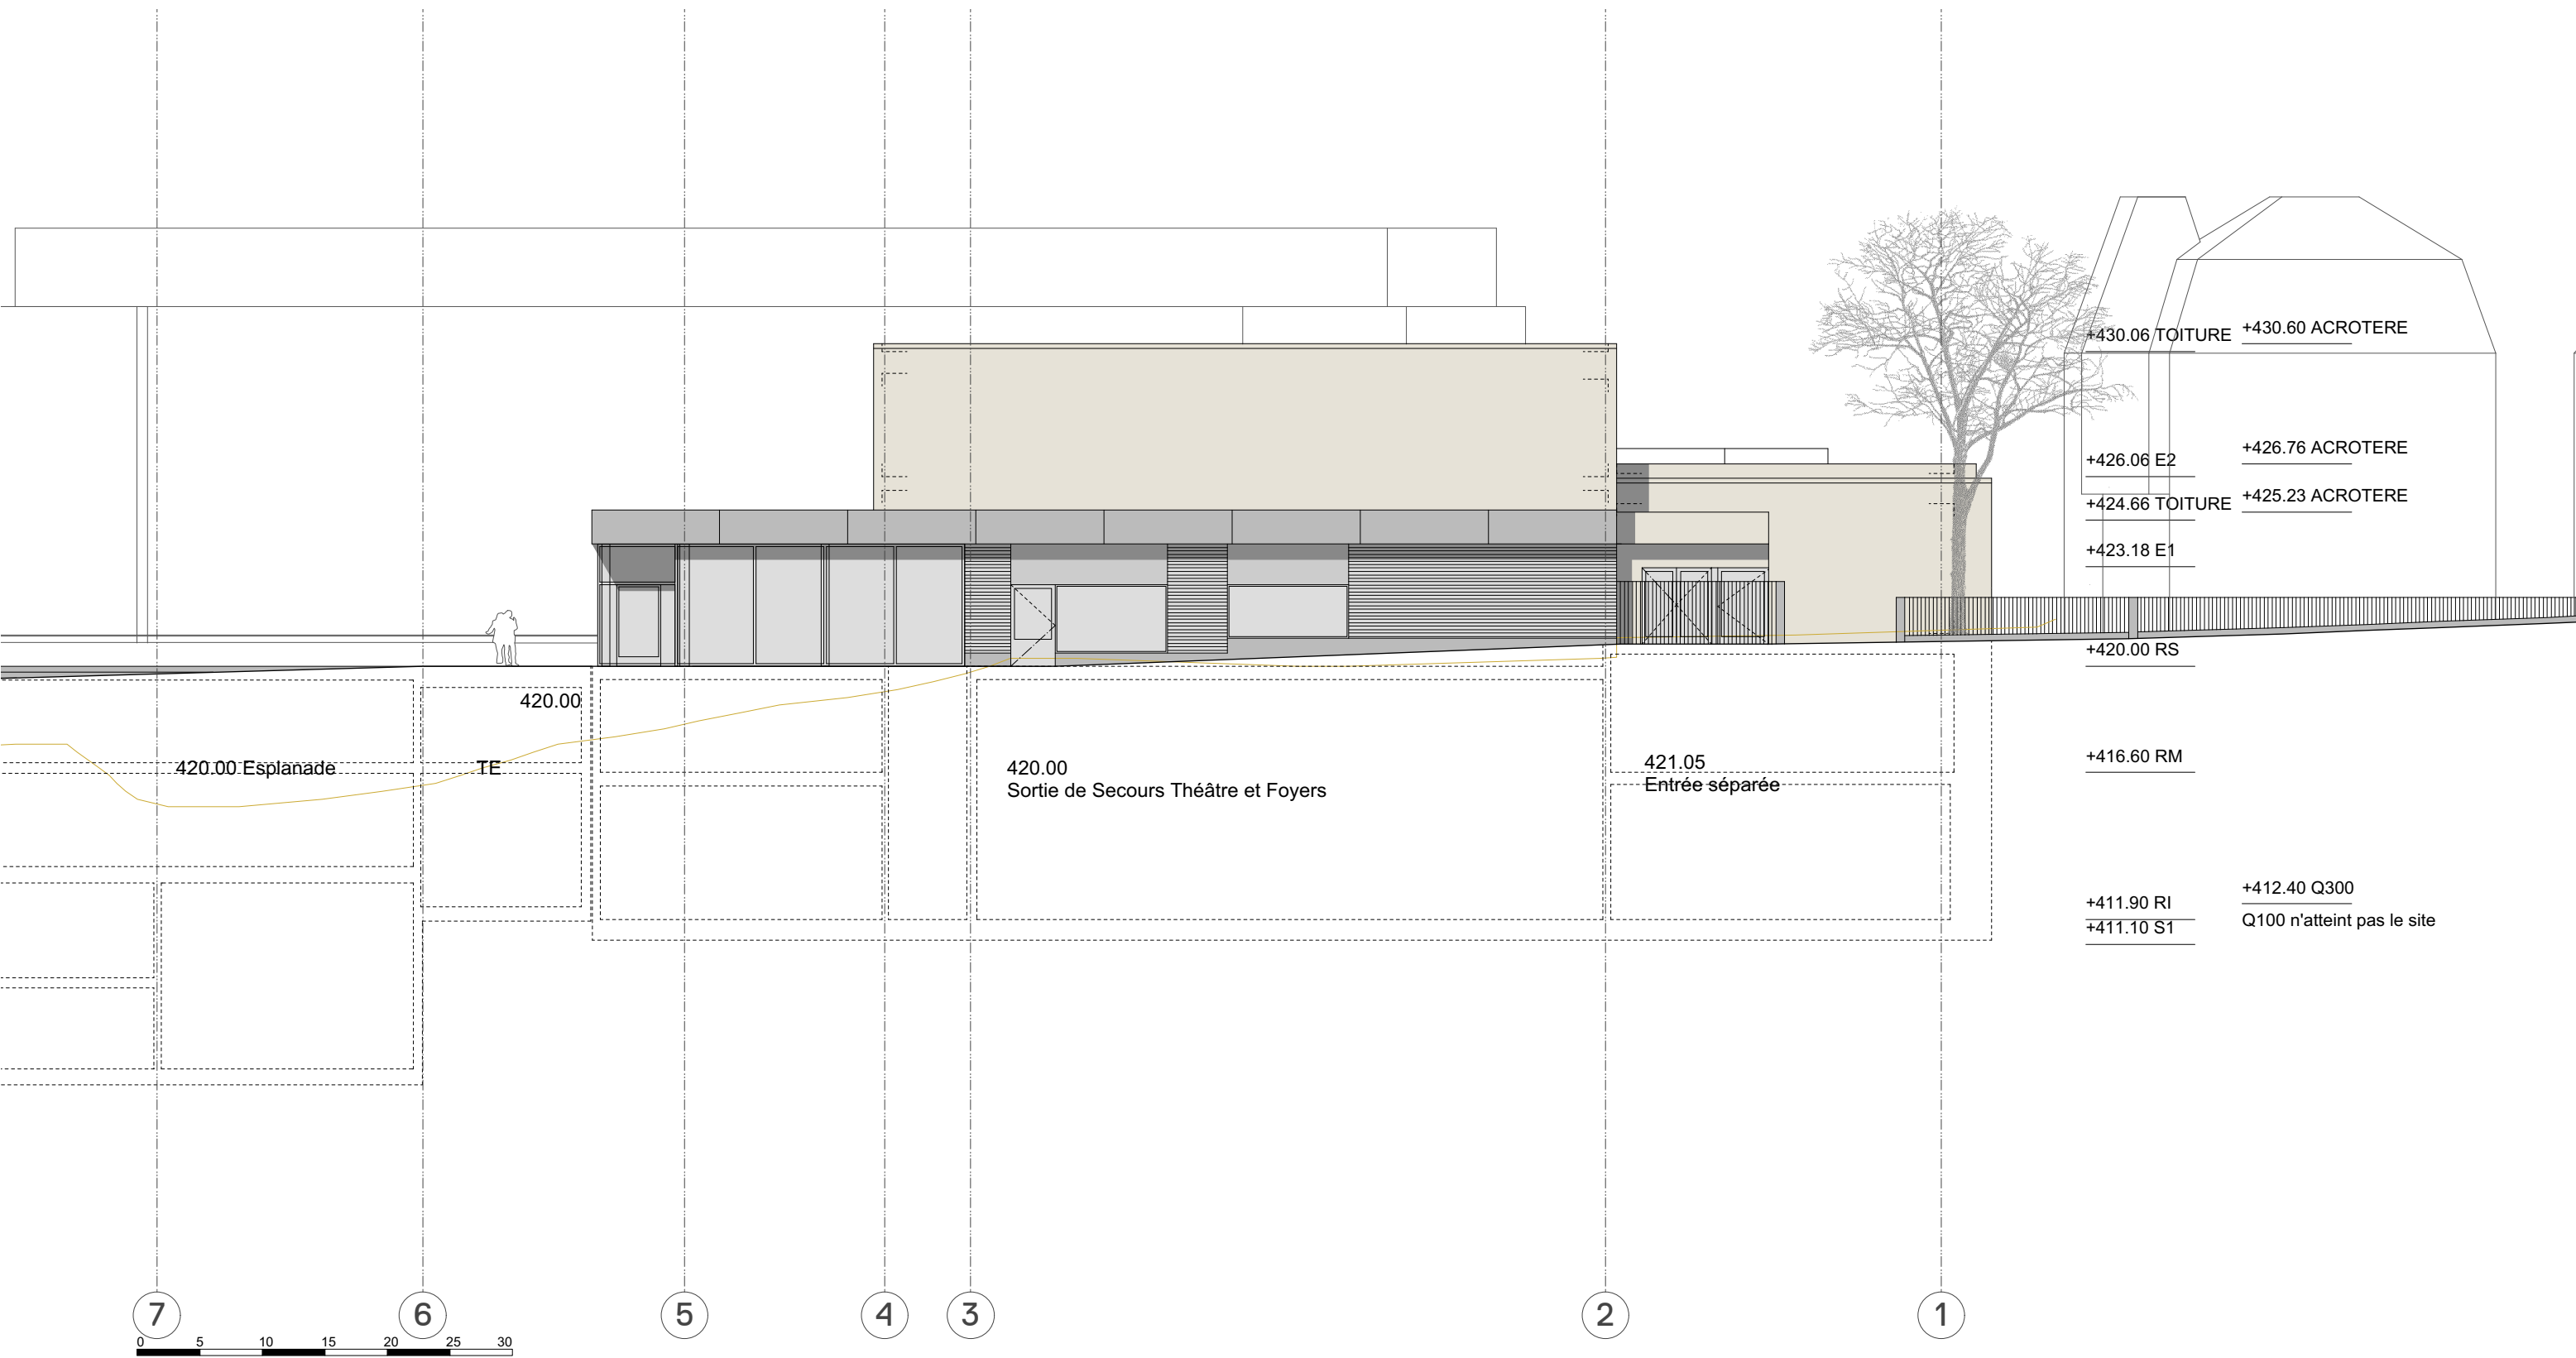 +430.06 TOITURE
+430.60 ACROTERE
+426.06 E2
+426.76 ACROTERE
+424.66 TOITURE
+425.23 ACROTERE
+423.18 E1
+420.00 RS
420.00
420.00 Esplanade
TE
420.00
Sortie de Secours Théâtre et Foyers
421.05
Entrée séparée
+416.60 RM
+411.90 RI
+412.40 Q300
+411.10 S1
Q100 n'atteint pas le site
7 6 5 4 3 2 1
0 5 10 15 20 25 30